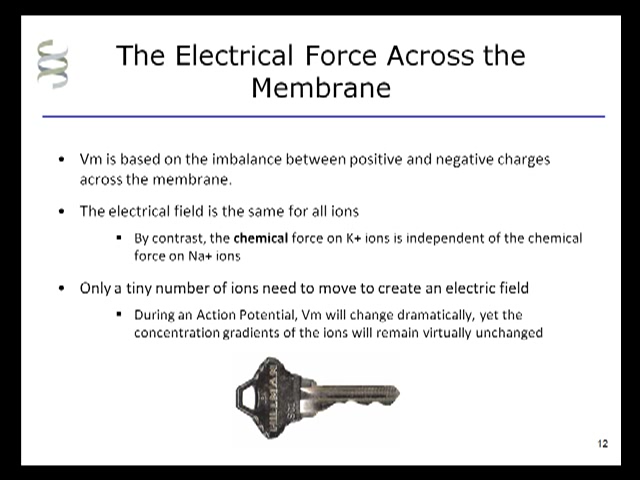 The Electrical Force Across the
Membrane
• Vm is based on the imbalance between positive and negative charges
across the membrane.
• The electrical field is the same for all ions
▪ By contrast, the chemical force on K+ ions is independent of the chemical
force on Na+ ions
• Only a tiny number of ions need to move to create an electric field
▪ During an Action Potential, Vm will change dramatically, yet the
concentration gradients of the ions will remain virtually unchanged
HILLMAN
12